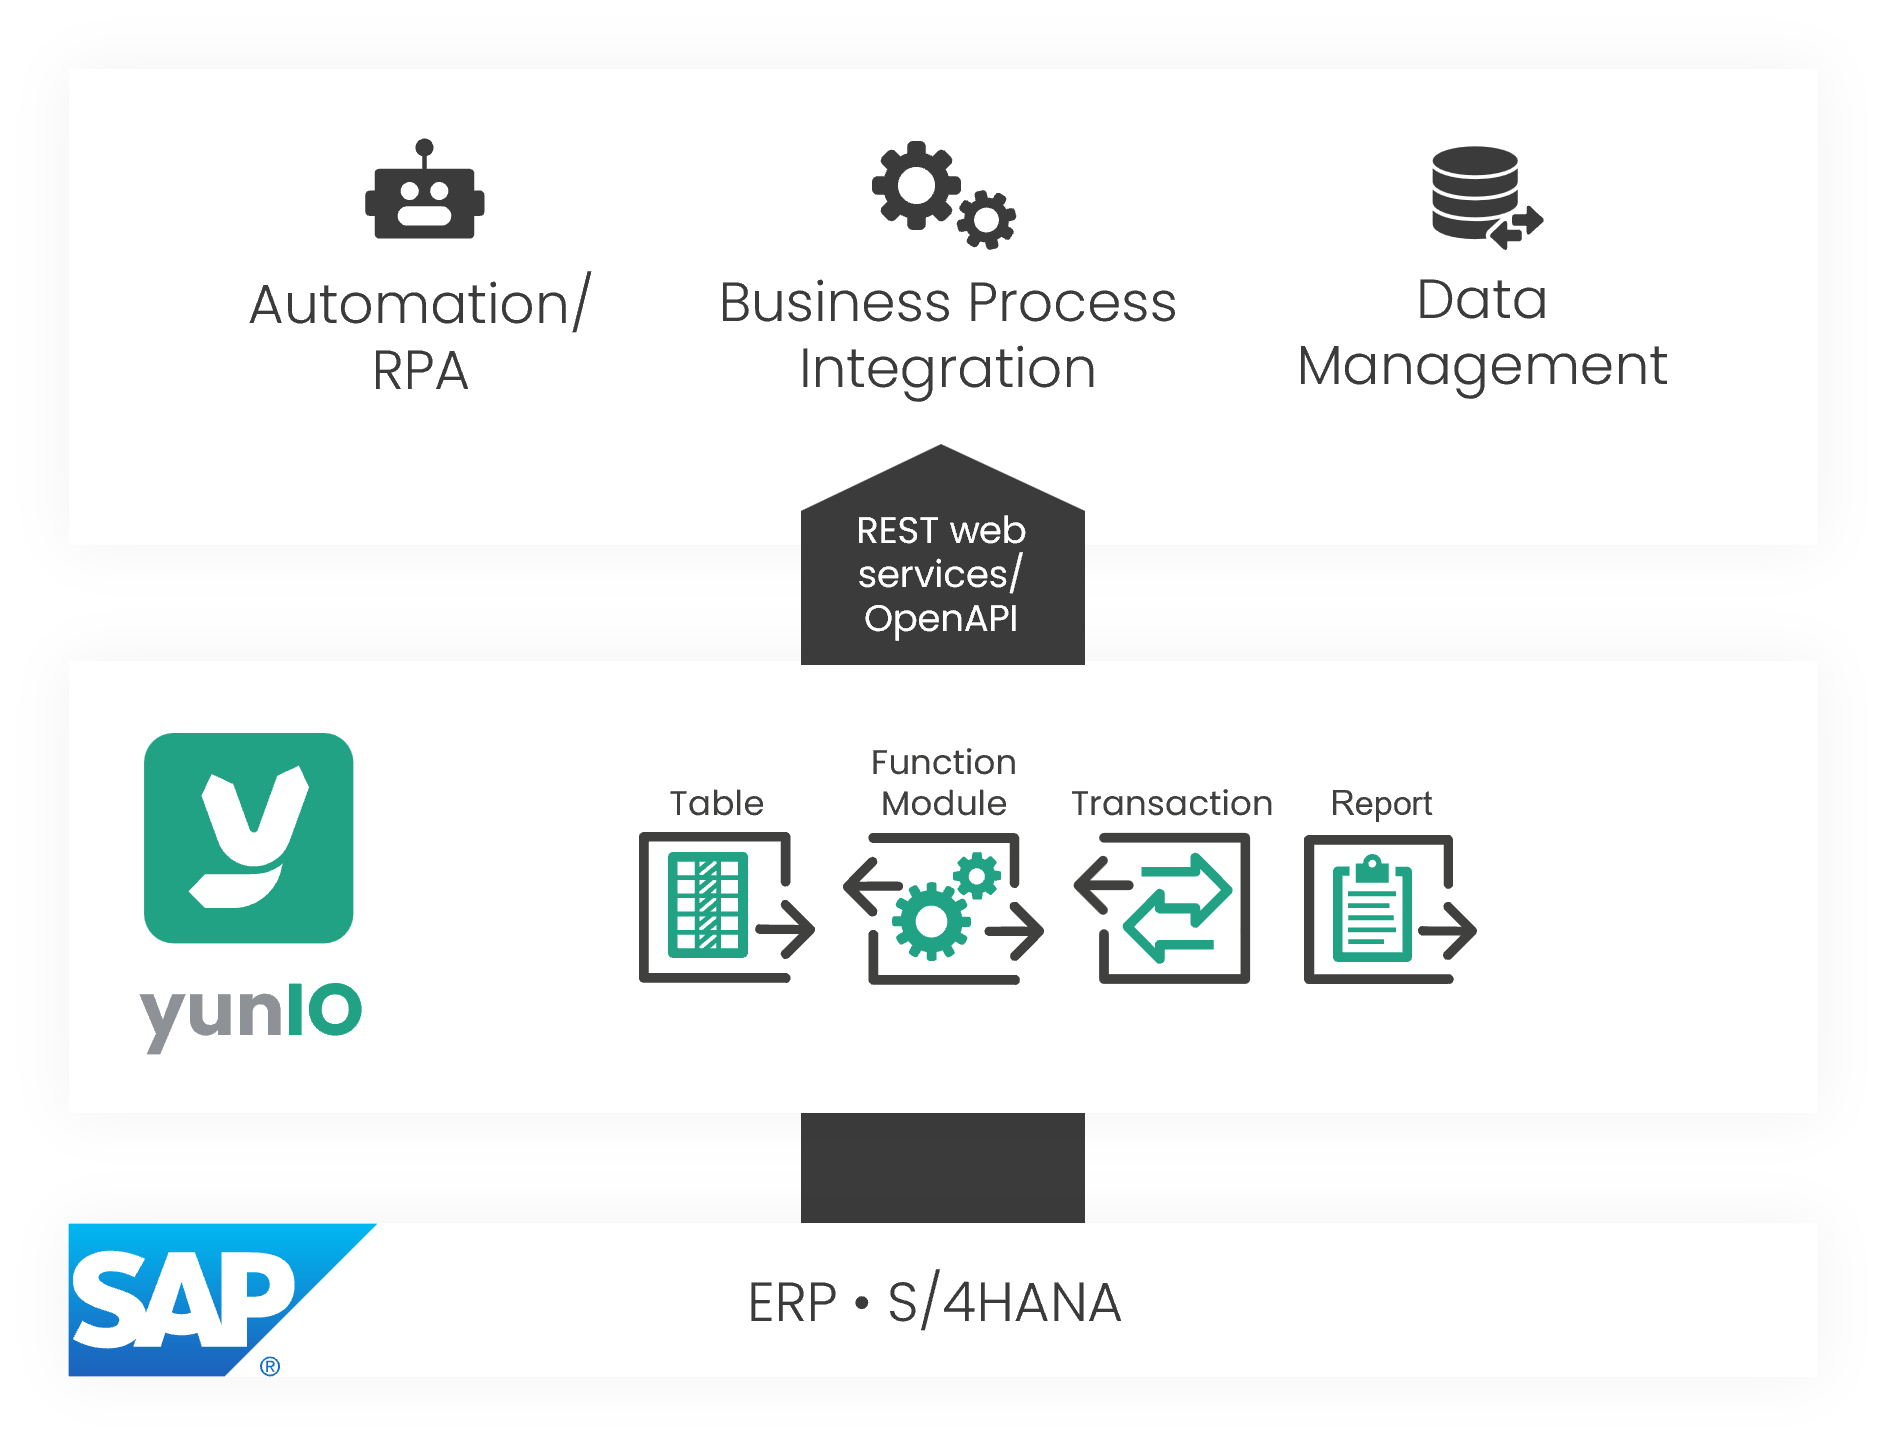 Automation/
RPA
Business Process
Integration
Data
Management
REST web
services/
OpenAPI
yunIO
Table
Function
Module
Transaction
Report
SAP
®
ERP • S/4HANA